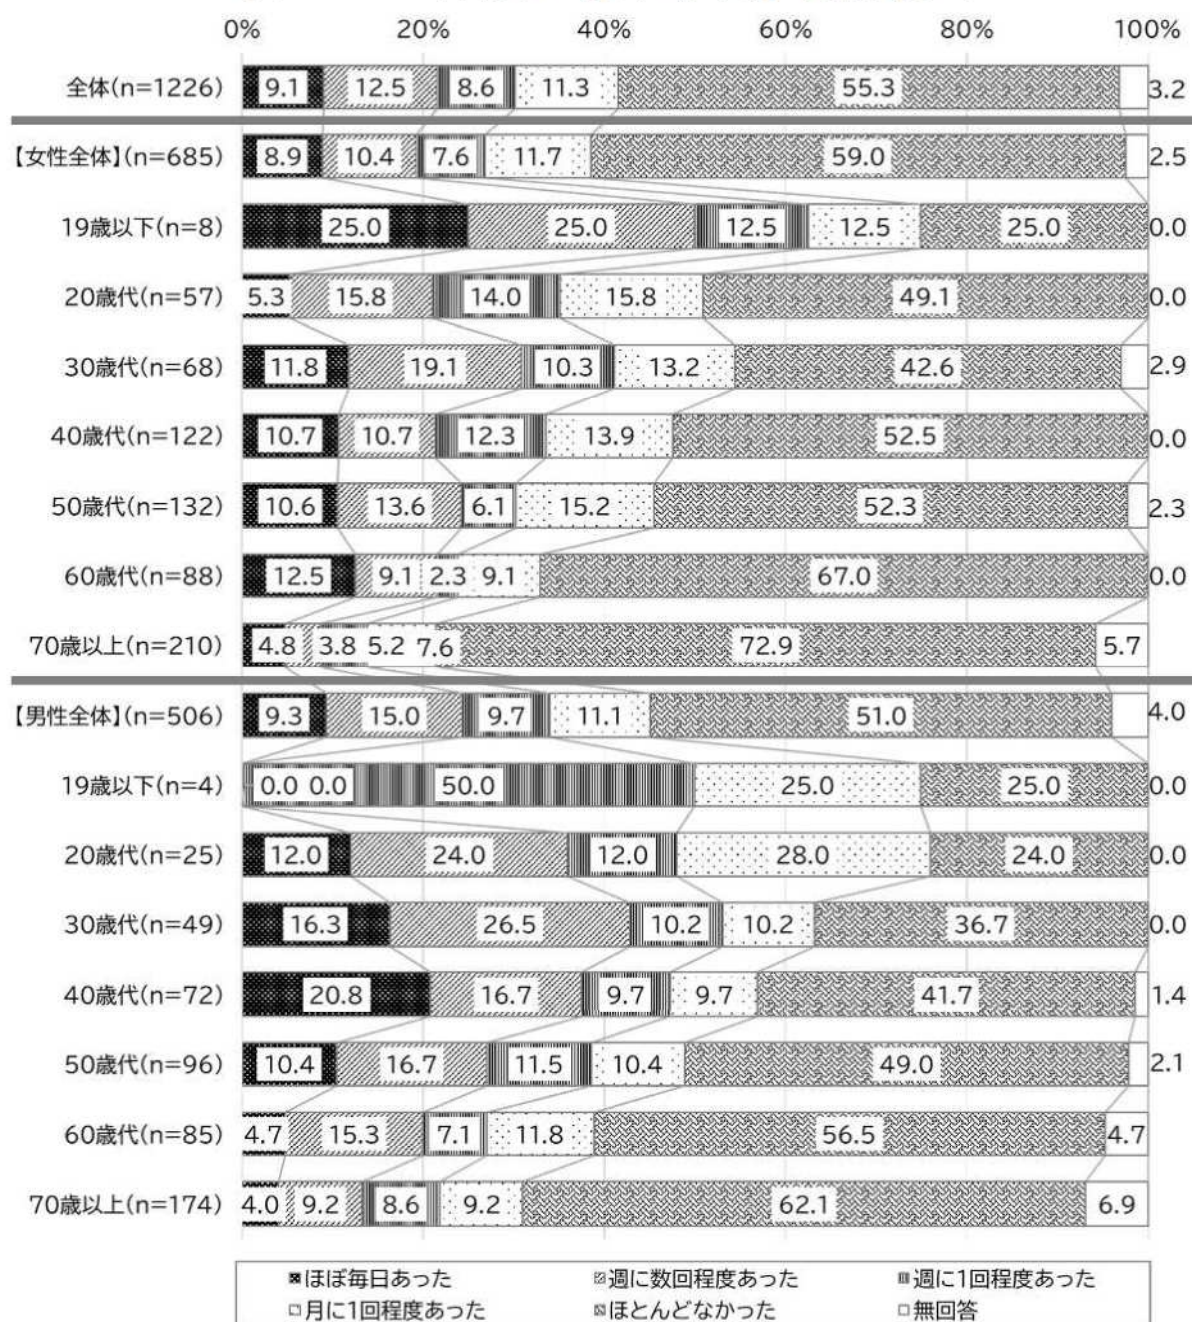 0% 20% 40% 60% 80% 100%
全体(n=1226) 9.1 12.5 8.6 11.3 55.3 3.2
【女性全体】(n=685) 8.9 10.4 7.6 11.7 59.0 2.5
19歳以下(n=8) 25.0 25.0 12.5 12.5 25.0 0.0
20歳代(n=57) 5.3 15.8 14.0 15.8 49.1 0.0
30歳代(n=68) 11.8 19.1 10.3 13.2 42.6 2.9
40歳代(n=122) 10.7 10.7 12.3 13.9 52.5 0.0
50歳代(n=132) 10.6 13.6 6.1 15.2 52.3 2.3
60歳代(n=88) 12.5 9.1 2.3 9.1 67.0 0.0
70歳以上(n=210) 4.8 3.8 5.2 7.6 72.9 5.7
【男性全体】(n=506) 9.3 15.0 9.7 11.1 51.0 4.0
19歳以下(n=4) 0.0 0.0 50.0 25.0 25.0 0.0
20歳代(n=25) 12.0 24.0 12.0 28.0 24.0 0.0
30歳代(n=49) 16.3 26.5 10.2 10.2 36.7 0.0
40歳代(n=72) 20.8 16.7 9.7 9.7 41.7 1.4
50歳代(n=96) 10.4 16.7 11.5 10.4 49.0 2.1
60歳代(n=85) 4.7 15.3 7.1 11.8 56.5 4.7
70歳以上(n=174) 4.0 9.2 8.6 9.2 62.1 6.9
ほぼ毎日あった 週に数回程度あった 週に1回程度あった
月に1回程度あった ほとんどなかった 無回答